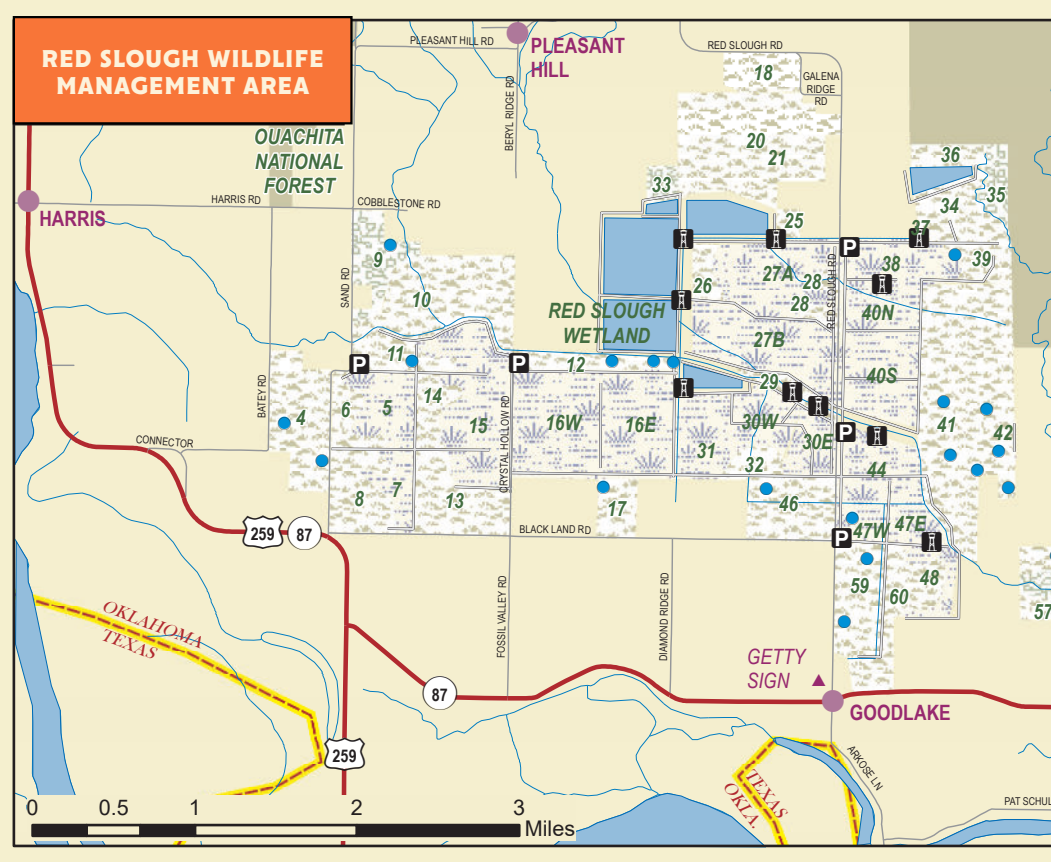 RED SLOUGH WILDLIFE
MANAGEMENT AREA
PLEASANT HILL RD
PLEASANT
HILL
RED SLOUGH RD
GALENA
RIDGE
RD
BERYL RIDGE RD
18
20
21
OUACHITA
NATIONAL
FOREST
36
35
33
34
HARRIS RD
COBBLESTONE RD
HARRIS
25
37
P
9
SAND RD
10
26
27A
28
28
RED SLOUGH RD
38
39
40N
RED SLOUGH
WETLAND
27B
11
P
P
12
29
40S
BATEY RD
4
6
5
14
15
CRYSTAL HOLLOW RD
16W
16E
31
30W
30E
32
P
41
42
44
CONNECTOR
8
7
13
17
46
259
87
BLACK LAND RD
P
47W
47E
48
59
60
57
FOSSIL VALLEY RD
DIAMOND RIDGE RD
OKLAHOMA
TEXAS
GETTY
SIGN
87
GOODLAKE
259
ARKOSE LN
TEXAS
OKLA.
PAT SCHUL
0 0.5 1 2 3
Miles